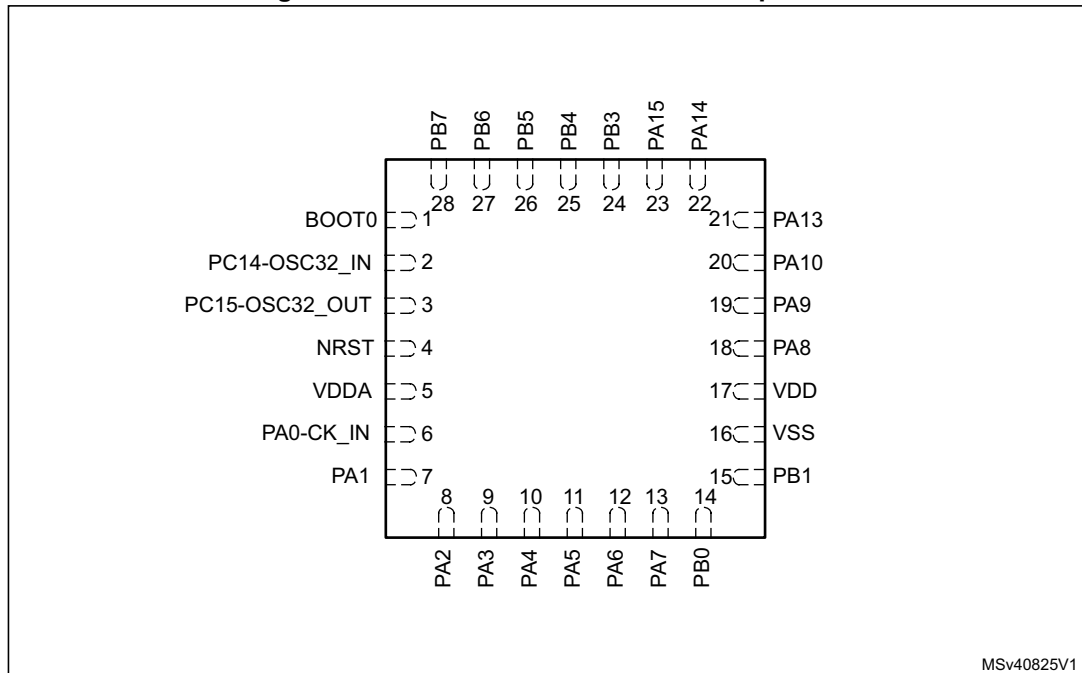 PB7 PB6 PB5 PB4 PB3 PA15 PA14
28 27 26 25 24 23 22
BOOT0 1 21 PA13
PC14-OSC32_IN 2 20 PA10
PC15-OSC32_OUT 3 19 PA9
NRST 4 18 PA8
VDDA 5 17 VDD
PA0-CK_IN 6 16 VSS
PA1 7 15 PB1
8 9 10 11 12 13 14
PA2 PA3 PA4 PA5 PA6 PA7 PB0
MSv40825V1